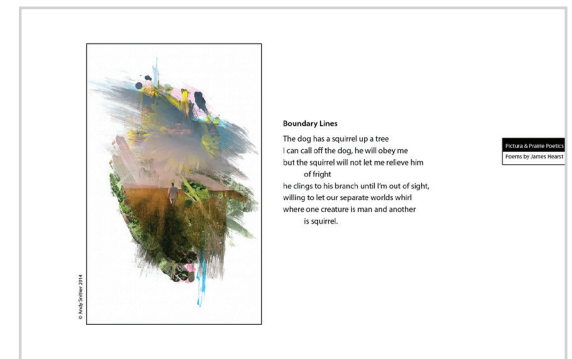 Boundary Lines
The dog has a squirrel up a tree
I can call off the dog, he will obey me
but the squirrel will not let me relieve him
of fright
he clings to his branch until I'm out of sight,
willing to let our separate worlds whirl
where one creature is man and another
is squirrel.
Pictura & Prairie Poetics
Poems by James Hearst
© Andy Snitker 2014